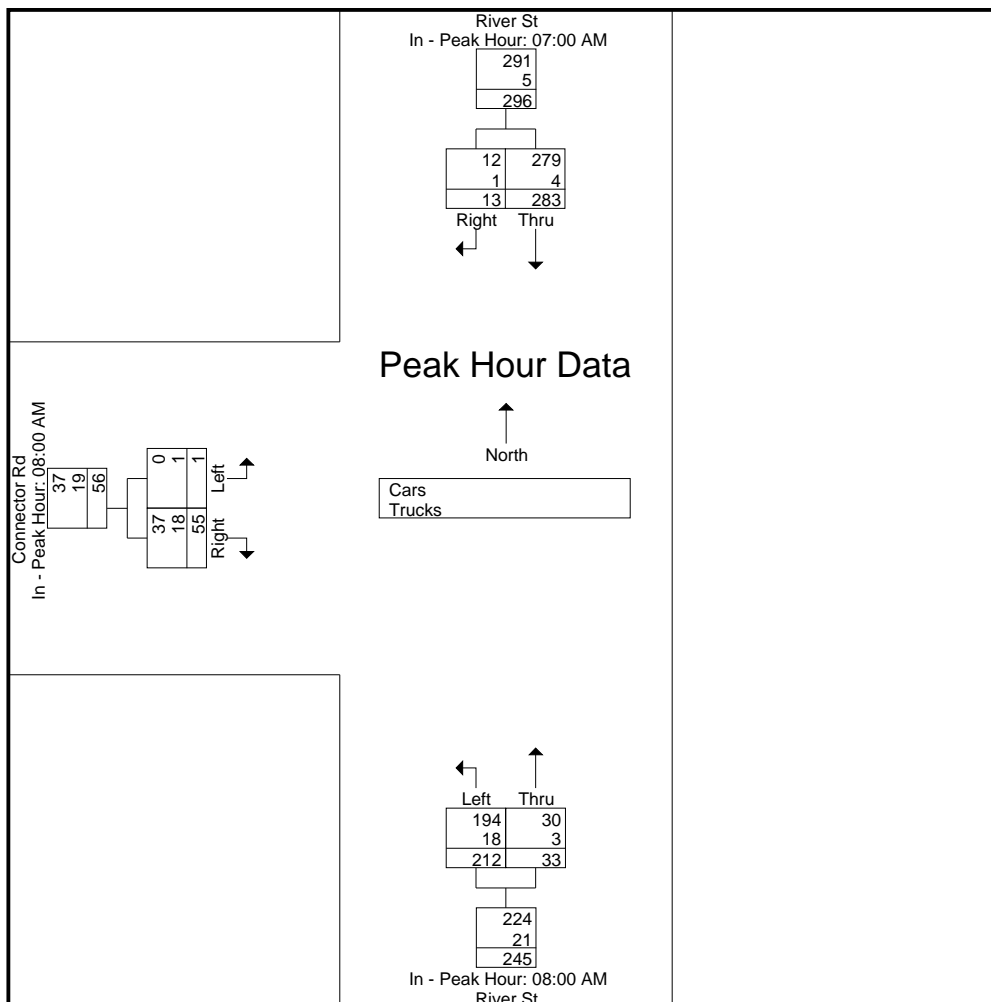 River St
In - Peak Hour: 07:00 AM
291
5
296
12 279
1 4
13 283
Right Thru
Peak Hour Data
North
Cars
Trucks
Connector Rd
In - Peak Hour: 08:00 AM
37
19
56
0
1
1
Left
37
18
55
Right
Left Thru
194 30
18 3
212 33
224
21
245
In - Peak Hour: 08:00 AM
River St